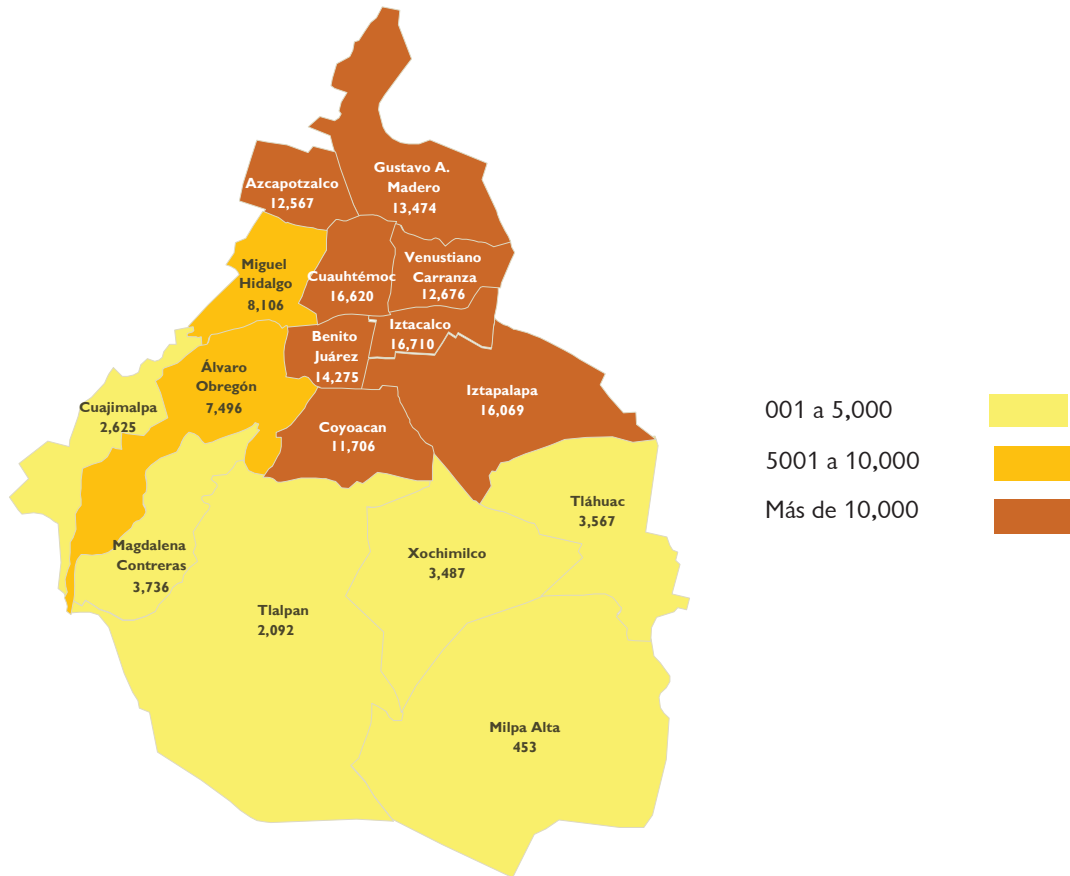 Gustavo A.
Madero
13,474
Azcapotzalco
12,567
Miguel
Hidalgo
8,106
Cuauhtémoc
16,620
Venustiano
Carranza
12,676
Iztacalco
16,710
Benito
Juárez
14,275
Álvaro
Obregón
7,496
Iztapalapa
16,069
Cuajimalpa
2,625
Coyoacan
11,706
Tláhuac
3,567
Magdalena
Contreras
3,736
Xochimilco
3,487
Tlalpan
2,092
Milpa Alta
453
001 a 5,000
5001 a 10,000
Más de 10,000